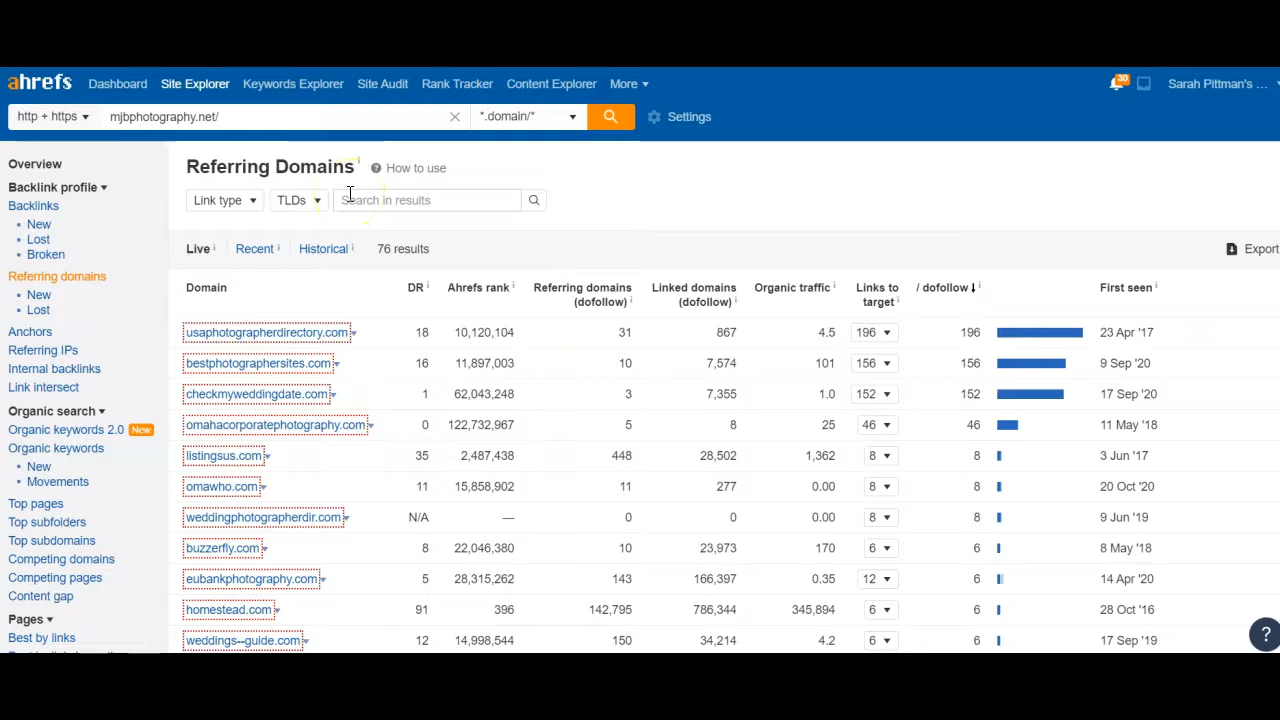 ahrefs Dashboard Site Explorer Keywords Explorer Site Audit Rank Tracker Content Explorer More 30 Sarah Pittman's ...
http + https mjbphotography.net/ *.domain/* Settings
Overview
Backlink profile
Backlinks
New
Lost
Broken
Referring domains
New
Lost
Anchors
Referring IPs
Internal backlinks
Link intersect
Organic search
Organic keywords 2.0 New
Organic keywords
New
Movements
Top pages
Top subfolders
Top subdomains
Competing domains
Competing pages
Content gap
Pages
Best by links
Referring Domains i ? How to use
Link type TLDs Search in results
Live i Recent i Historical i 76 results Export
Domain DR i Ahrefs rank i Referring domains (dofollow) i Linked domains (dofollow) i Organic traffic i Links to target i / dofollow i First seen i
usaphotographerdirectory.com 18 10,120,104 31 867 4.5 196 196 23 Apr '17
bestphotographersites.com 16 11,897,003 10 7,574 101 156 156 9 Sep '20
checkmyweddingdate.com 1 62,043,248 3 7,355 1.0 152 152 17 Sep '20
omahacorporatephotography.com 0 122,732,967 5 8 25 46 46 11 May '18
listingsus.com 35 2,487,438 448 28,502 1,362 8 8 3 Jun '17
omawho.com 11 15,858,902 11 277 0.00 8 8 20 Oct '20
weddingphotographerdir.com N/A — 0 0 0.00 8 8 9 Jun '19
buzzerfly.com 8 22,046,380 10 23,973 170 6 6 8 May '18
eubankphotography.com 5 28,315,262 143 166,397 0.35 12 6 14 Apr '20
homestead.com 91 396 142,795 786,344 345,894 6 6 28 Oct '16
weddings--guide.com 12 14,998,544 150 34,214 4.2 6 6 17 Sep '19
?